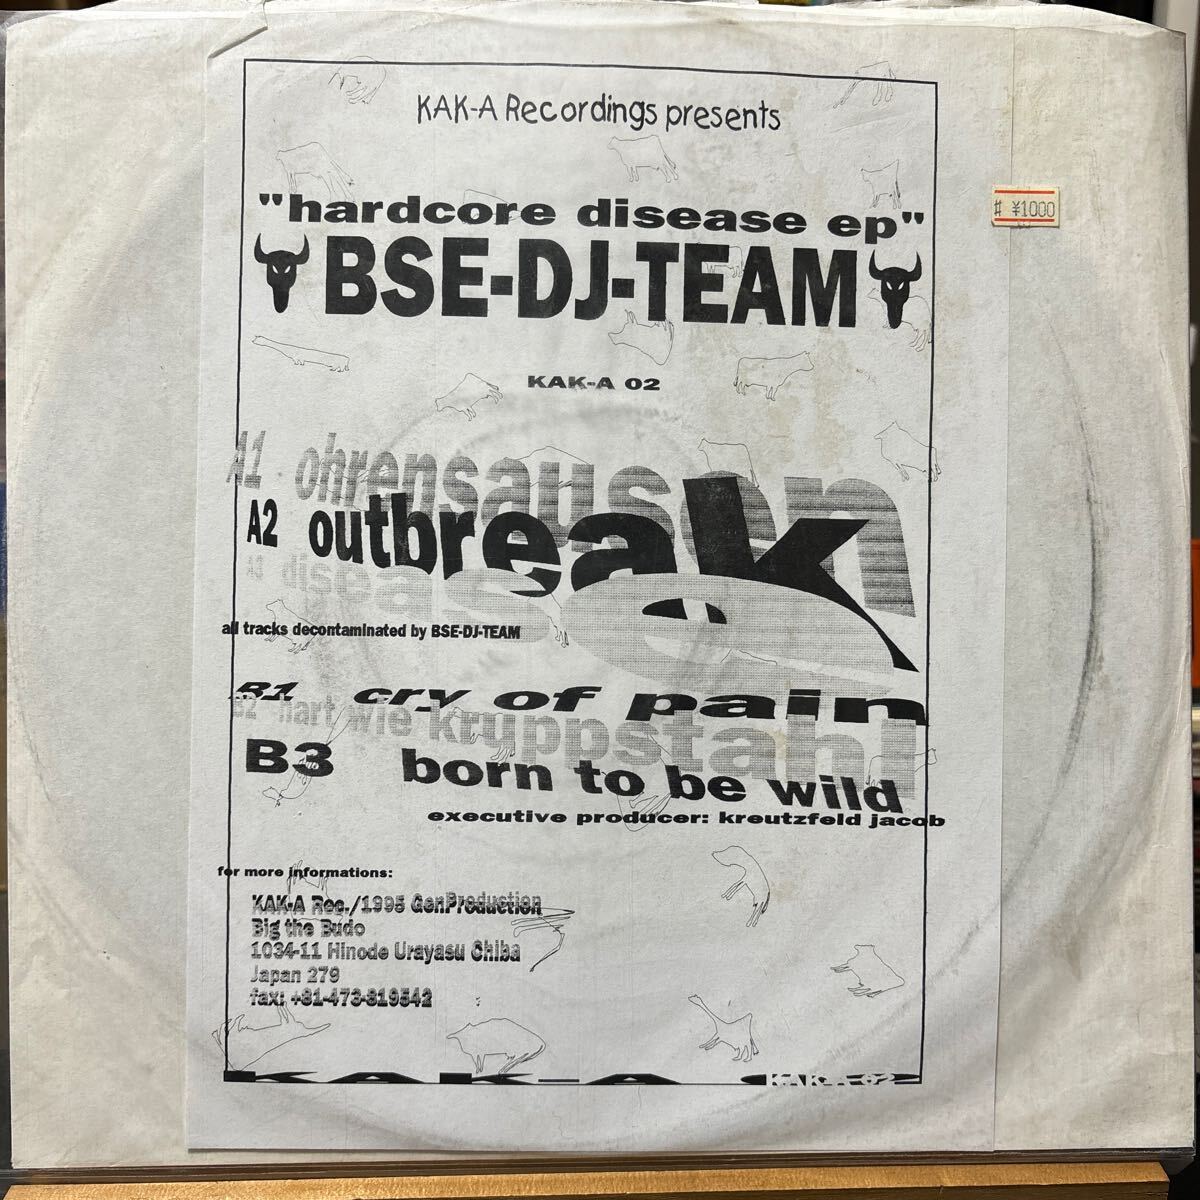 KAK-A Recordings presents
"hardcore disease ep"
# ¥1000
BSE-DJ-TEAM
KAK-A 02
A1 ohrensausen
A2 outbreak
A3 disease
all tracks decontaminated by BSE-DJ-TEAM
B1 cry of pain
B2 hart wie kruppstahl
B3 born to be wild
executive producer: kreutzfeld jacob
for more informations:
KAK-A Rec./1995 GenProduction
Big the Budo
1034-11 Hinode Urayasu Chiba
Japan 279
fax: +81-473-819542
KAK-A KAK-A 02